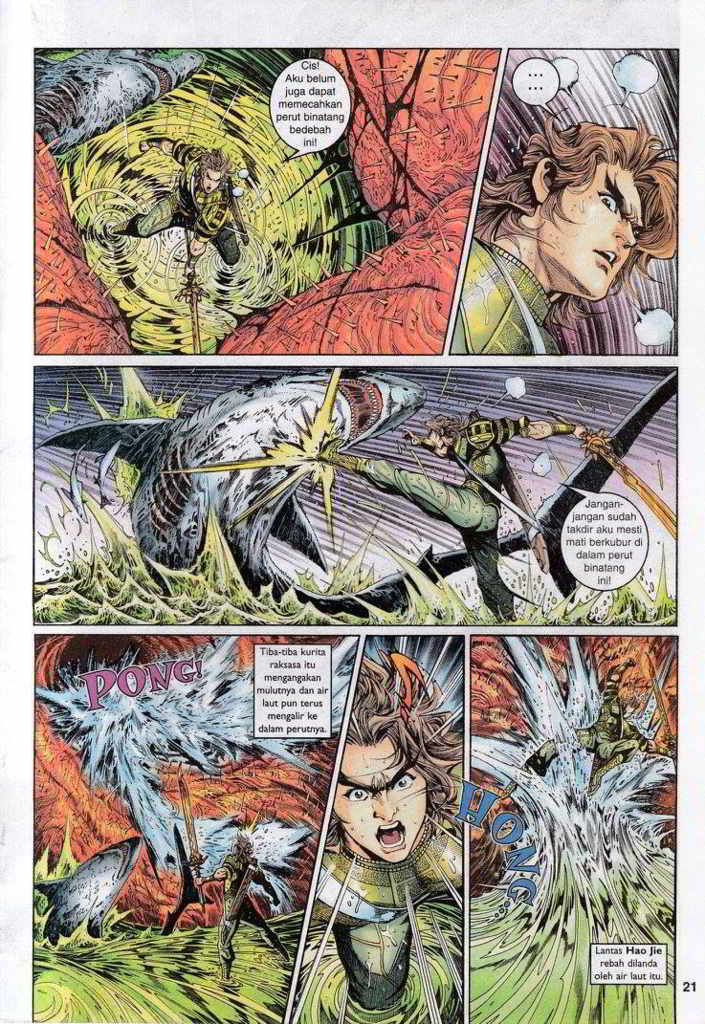 Cis!
Aku belum
juga dapat
memecahkan
perut binatang
bedebah
ini!
...
...
Jangan-
jangan sudah
takdir aku mesti
mati berkubur di
dalam perut
binatang
ini!
PONG!
Tiba-tiba kurita
raksasa itu
mengangakan
mulutnya dan air
laut pun terus
mengalir ke
dalam perutnya.
HONG
HONG...
Lantas Hao Jie
rebah dilanda
oleh air laut itu.
21